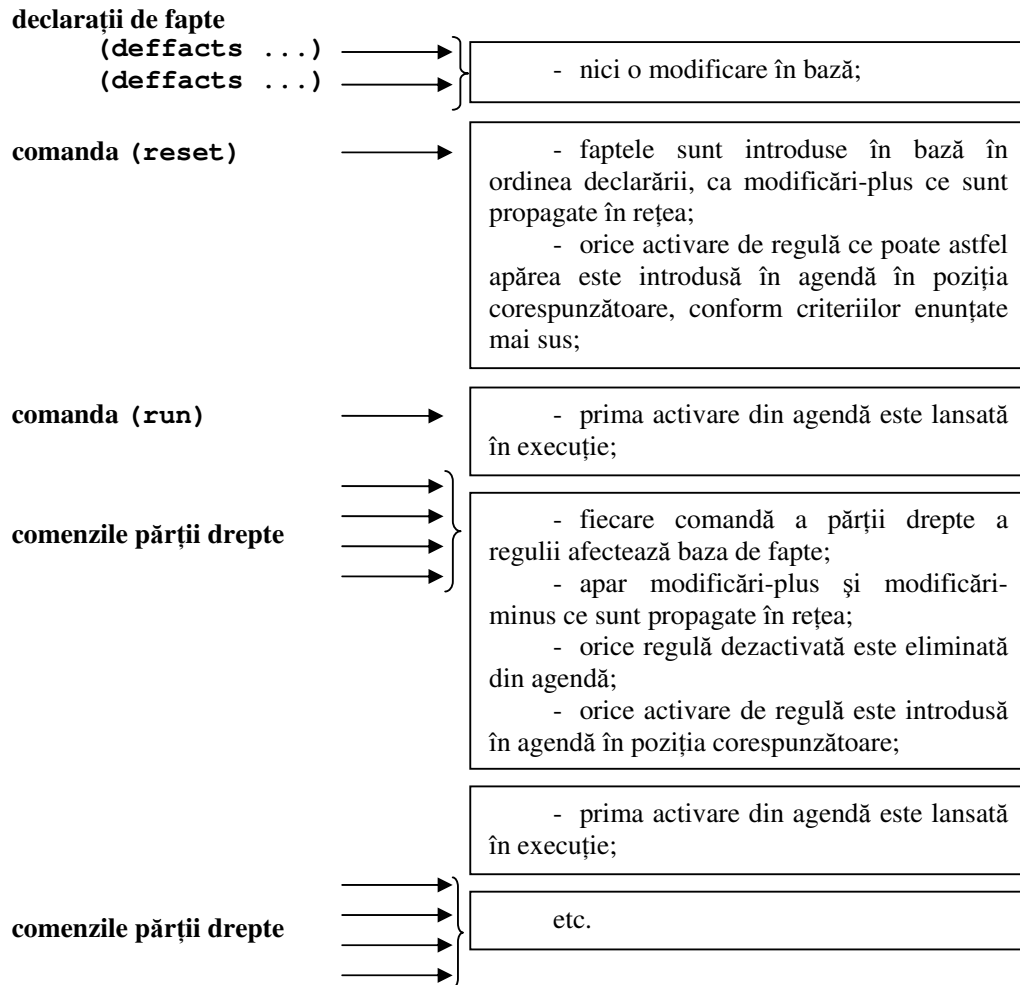 declarații de fapte
(deffacts ...)
(deffacts ...)
- nici o modificare în bază;
comanda (reset)
- faptele sunt introduse în bază în
ordinea declarării, ca modificări-plus ce sunt
propagate în rețea;
- orice activare de regulă ce poate astfel
apărea este introdusă în agendă în poziția
corespunzătoare, conform criteriilor enunțate
mai sus;
comanda (run)
- prima activare din agendă este lansată
în execuție;
comenzile părții drepte
- fiecare comandă a părții drepte a
regulii afectează baza de fapte;
- apar modificări-plus și modificări-
minus ce sunt propagate în rețea;
- orice regulă dezactivată este eliminată
din agendă;
- orice activare de regulă este introdusă
în agendă în poziția corespunzătoare;
- prima activare din agendă este lansată
în execuție;
comenzile părții drepte
etc.